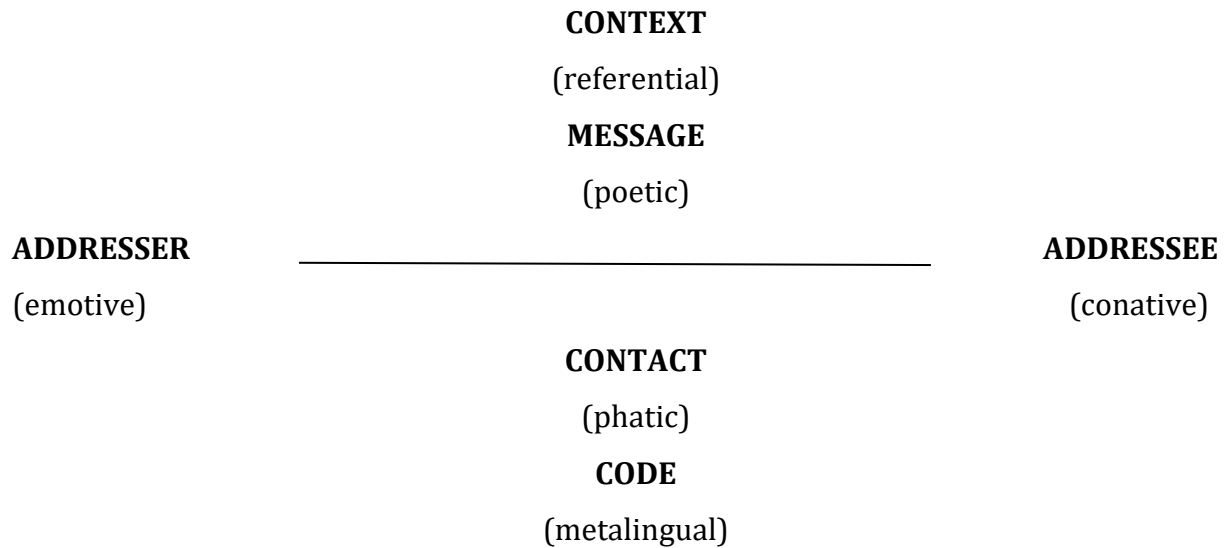 CONTEXT
(referential)
MESSAGE
(poetic)
ADDRESSER ADDRESSEE
(emotive) (conative)
CONTACT
(phatic)
CODE
(metalingual)